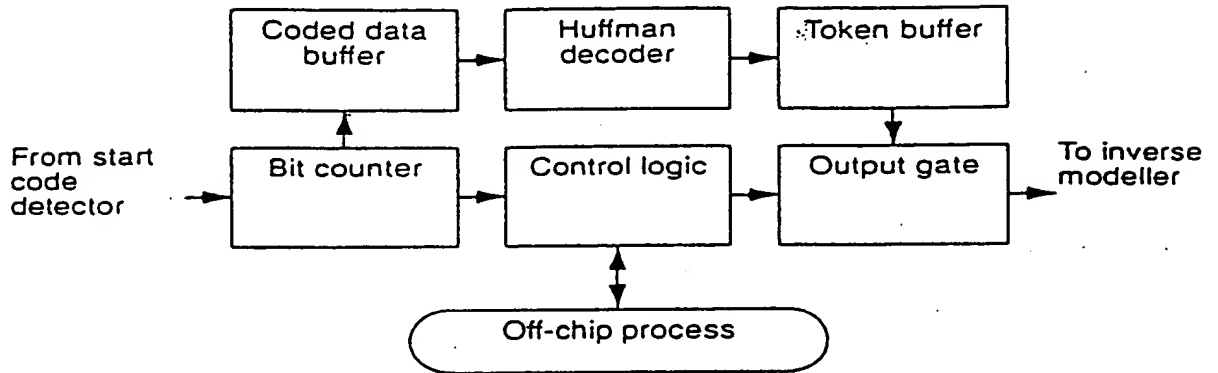 Coded data
buffer
Huffman
decoder
Token buffer
From start
code
detector
Bit counter
Control logic
Output gate
To inverse
modeller
Off-chip process